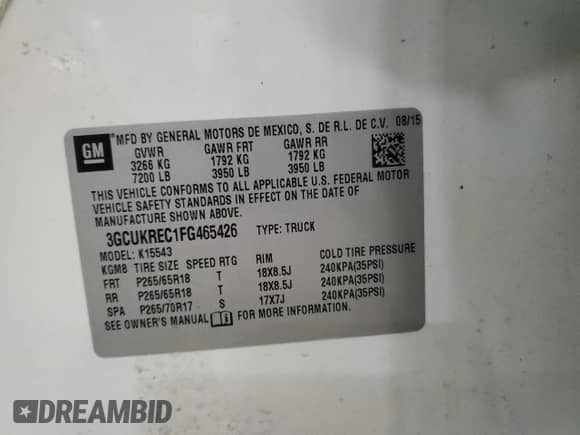 GM
MFD BY GENERAL MOTORS DE MEXICO, S. DE R.L. DE C.V. 08/15
GVWR GAWR FRT GAWR RR
3266 KG 1792 KG 1792 KG
7200 LB 3950 LB 3950 LB
THIS VEHICLE CONFORMS TO ALL APPLICABLE U.S. FEDERAL MOTOR
VEHICLE SAFETY STANDARDS IN EFFECT ON THE DATE OF
MANUFACTURE SHOWN ABOVE.
3GCUKREC1FG465426 TYPE: TRUCK
MODEL: K15543
KGM8 TIRE SIZE SPEED RTG RIM COLD TIRE PRESSURE
FRT P265/65R18 T 18X8.5J 240KPA(35PSI)
RR P265/65R18 T 18X8.5J 240KPA(35PSI)
SPA P265/70R17 S 17X7J 240KPA(35PSI)
SEE OWNER'S MANUAL FOR MORE INFORMATION.
DREAMBID